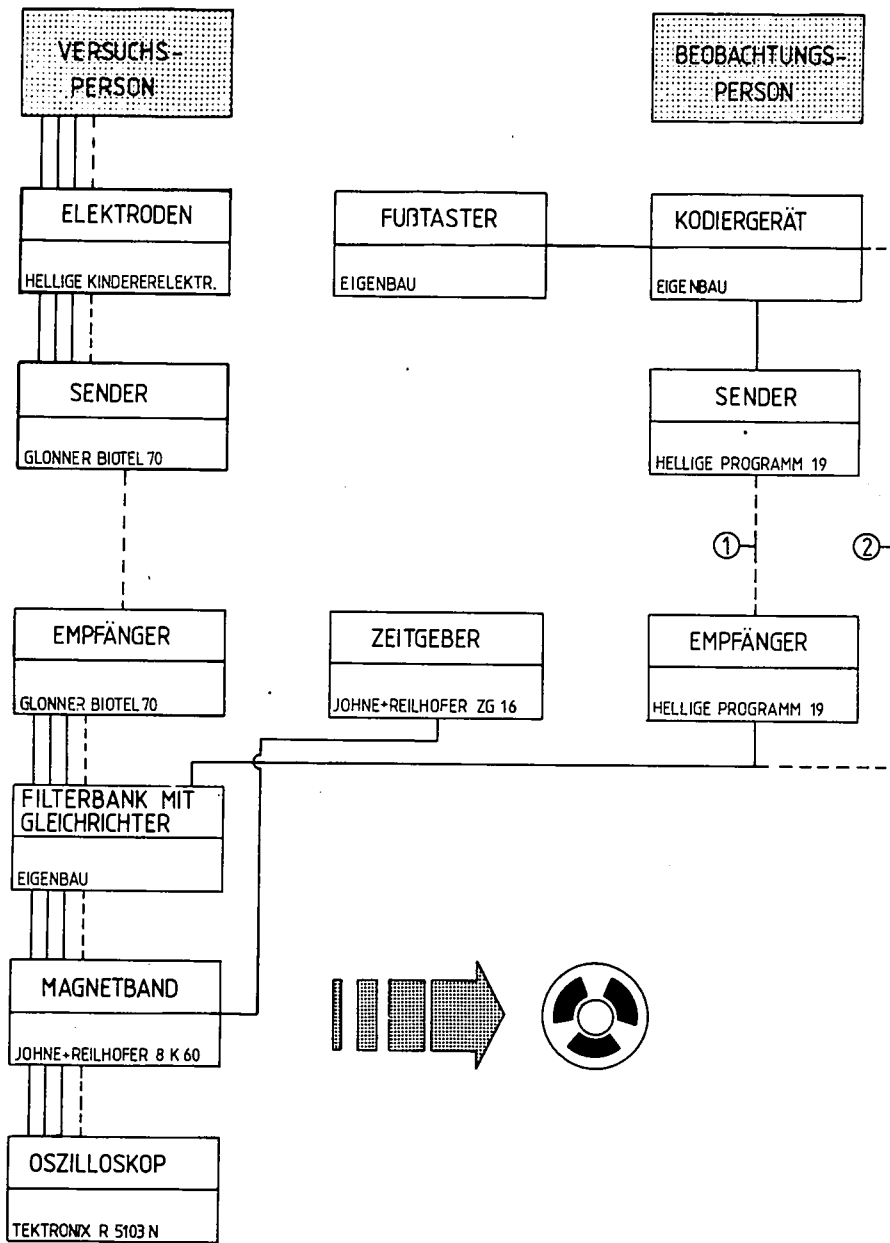 VERSUCHS-
PERSON
BEOBACHTUNGS-
PERSON
ELEKTRODEN
HELLIGE KINDERERELEKTR.
FUßTASTER
EIGENBAU
KODIERGERÄT
EIGENBAU
SENDER
GLONNER BIOTEL 70
SENDER
HELLIGE PROGRAMM 19
1
2
EMPFÄNGER
GLONNER BIOTEL 70
ZEITGEBER
JOHNE+REILHOFER ZG 16
EMPFÄNGER
HELLIGE PROGRAMM 19
FILTERBANK MIT
GLEICHRICHTER
EIGENBAU
MAGNETBAND
JOHNE+REILHOFER 8 K 60
OSZILLOSKOP
TEKTRONIX R 5103 N